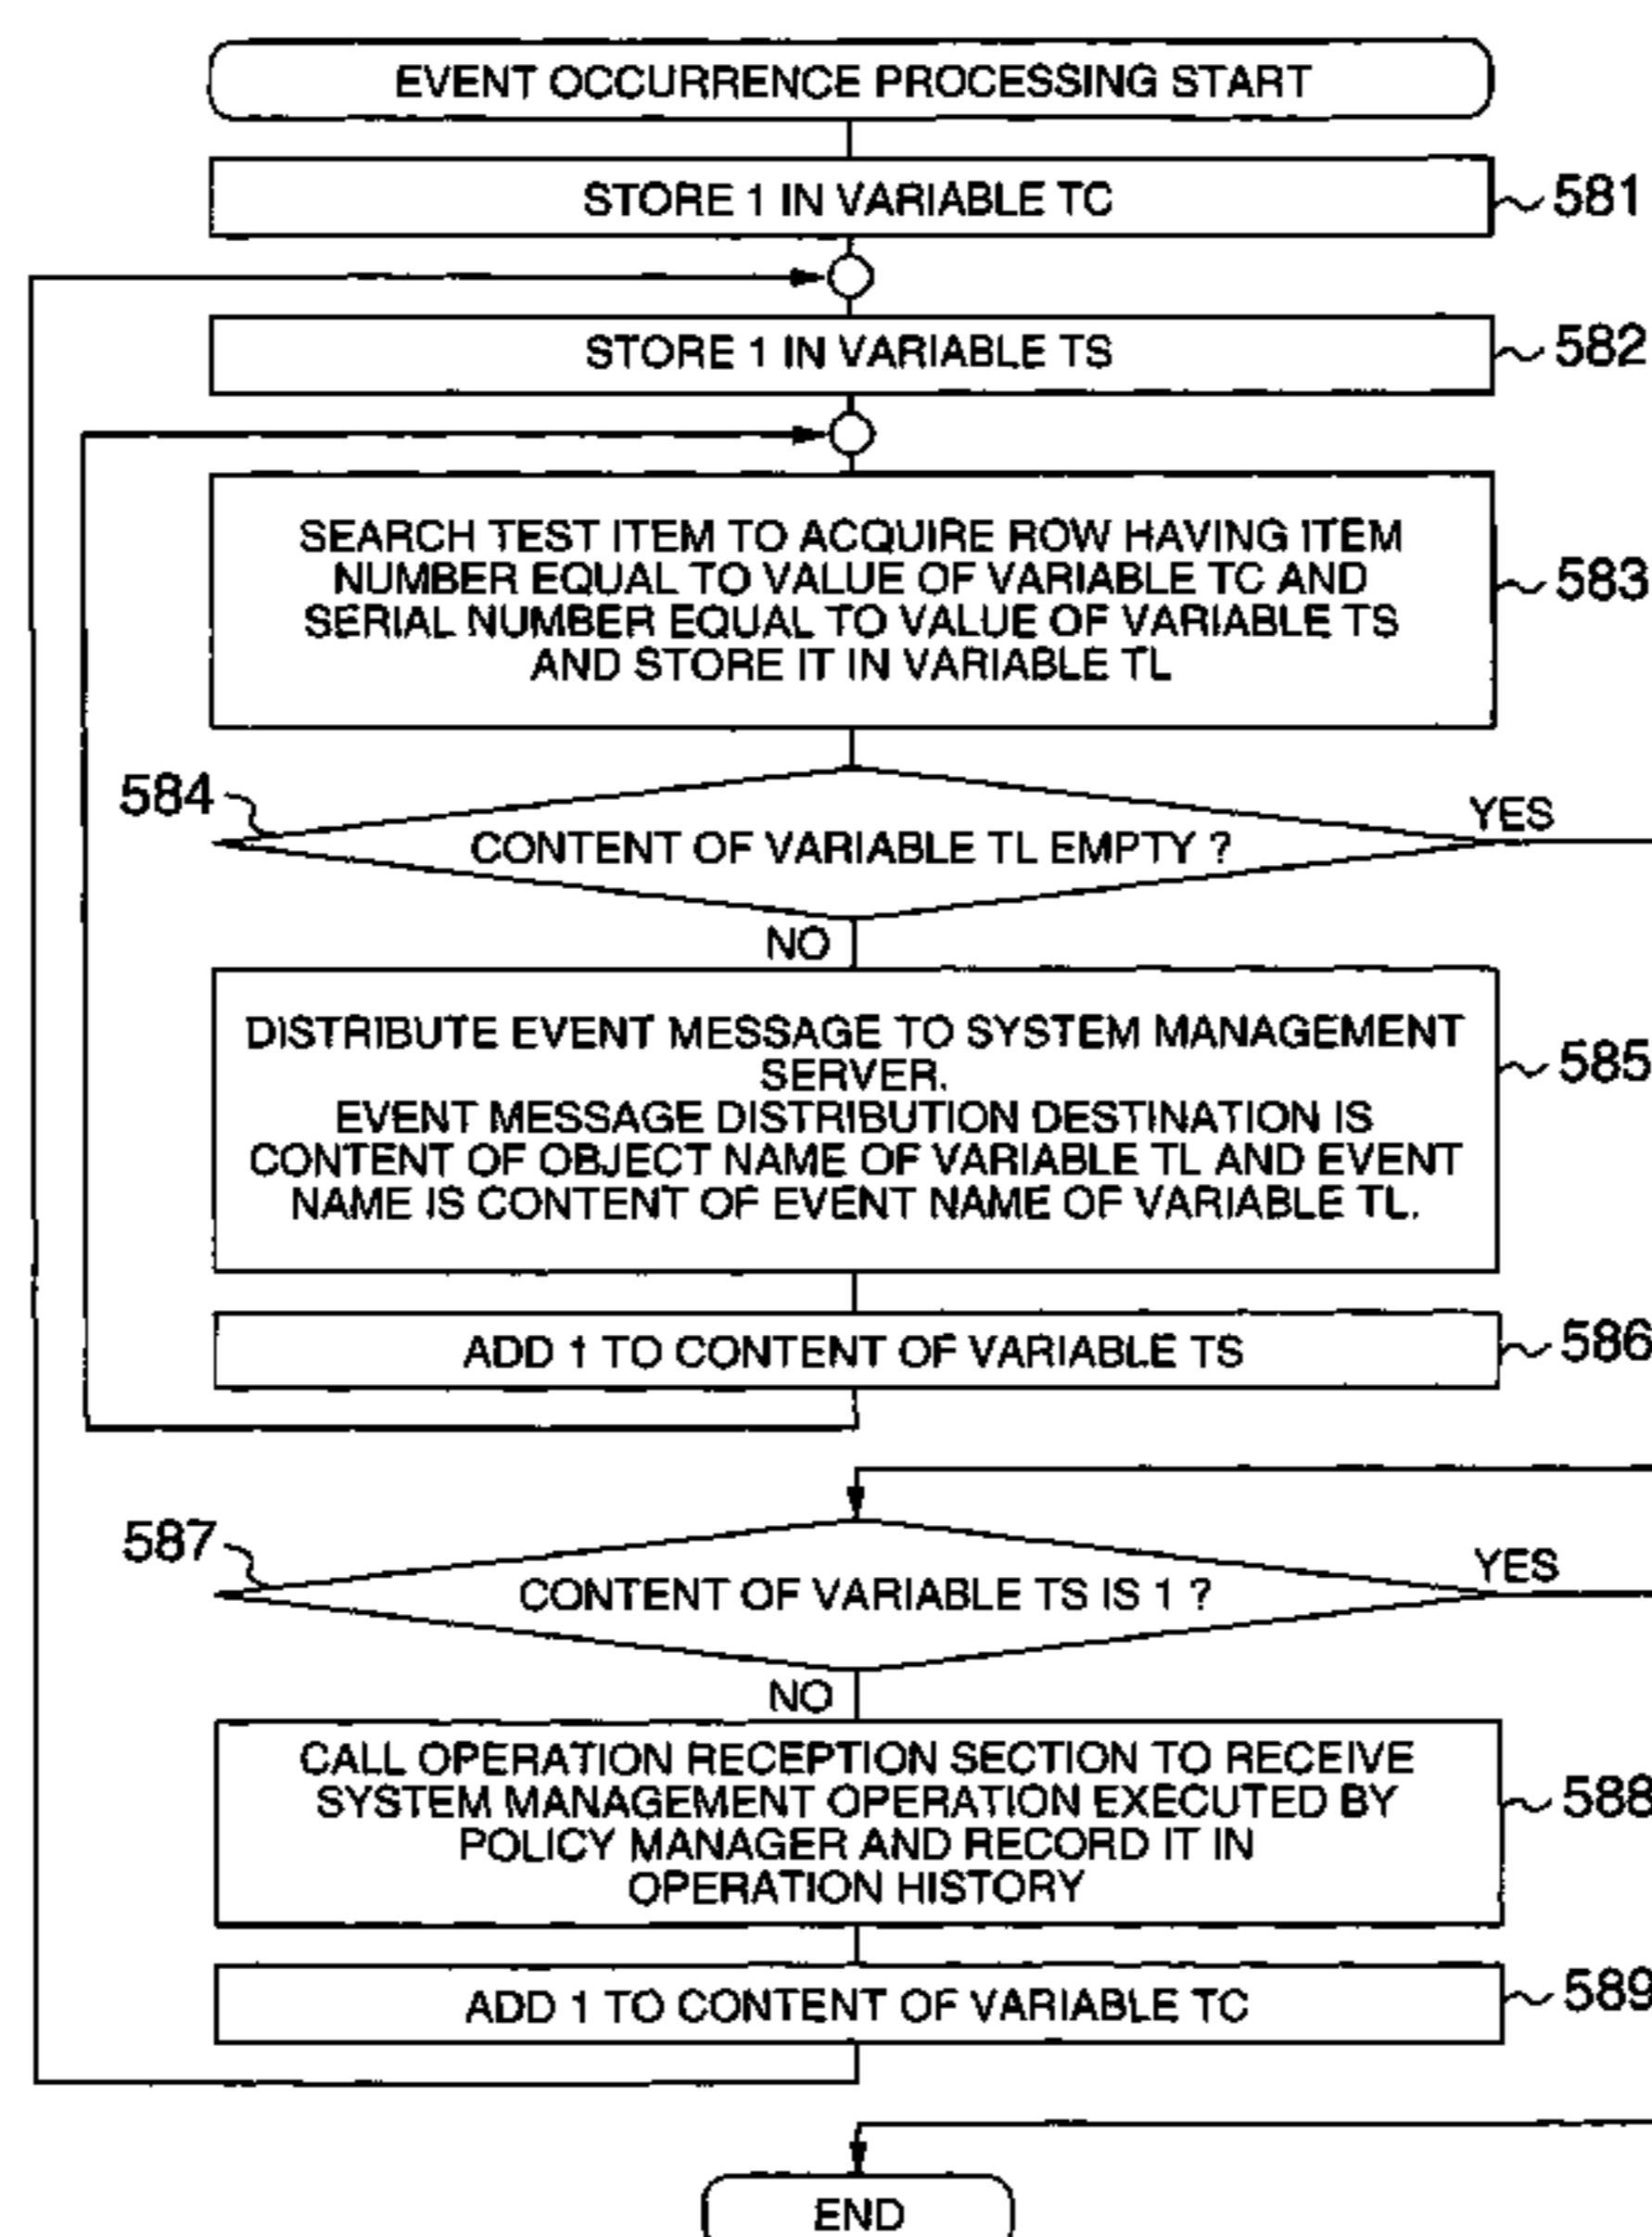 EVENT OCCURRENCE PROCESSING START
STORE 1 IN VARIABLE TC
581
STORE 1 IN VARIABLE TS
582
SEARCH TEST ITEM TO ACQUIRE ROW HAVING ITEM
NUMBER EQUAL TO VALUE OF VARIABLE TC AND
SERIAL NUMBER EQUAL TO VALUE OF VARIABLE TS
AND STORE IT IN VARIABLE TL
583
584
CONTENT OF VARIABLE TL EMPTY ?
YES
NO
DISTRIBUTE EVENT MESSAGE TO SYSTEM MANAGEMENT
SERVER.
EVENT MESSAGE DISTRIBUTION DESTINATION IS
CONTENT OF OBJECT NAME OF VARIABLE TL AND EVENT
NAME IS CONTENT OF EVENT NAME OF VARIABLE TL.
585
ADD 1 TO CONTENT OF VARIABLE TS
586
587
CONTENT OF VARIABLE TS IS 1 ?
YES
NO
CALL OPERATION RECEPTION SECTION TO RECEIVE
SYSTEM MANAGEMENT OPERATION EXECUTED BY
POLICY MANAGER AND RECORD IT IN
OPERATION HISTORY
588
ADD 1 TO CONTENT OF VARIABLE TC
589
END